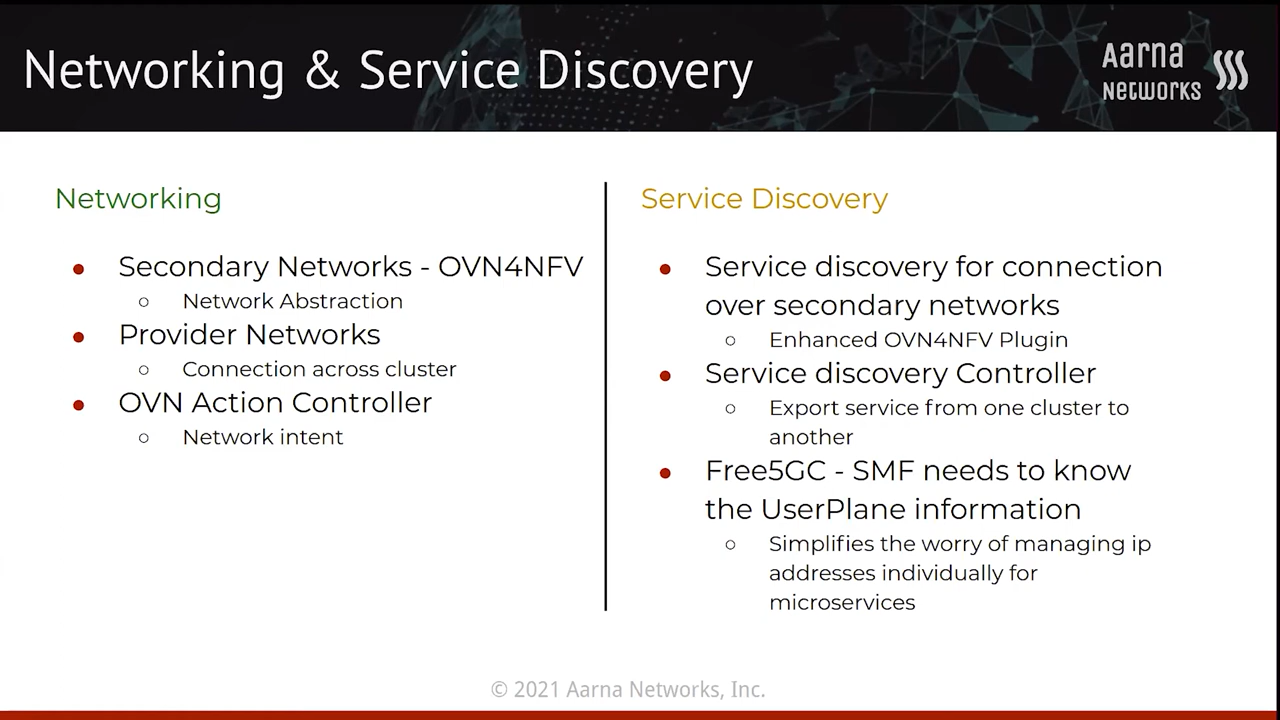 Networking & Service Discovery
Aarna
Networks
Networking
Secondary Networks - OVN4NFV
Network Abstraction
Provider Networks
Connection across cluster
OVN Action Controller
Network intent
Service Discovery
Service discovery for connection
over secondary networks
Enhanced OVN4NFV Plugin
Service discovery Controller
Export service from one cluster to
another
Free5GC - SMF needs to know
the UserPlane information
Simplifies the worry of managing ip
addresses individually for
microservices
© 2021 Aarna Networks, Inc.